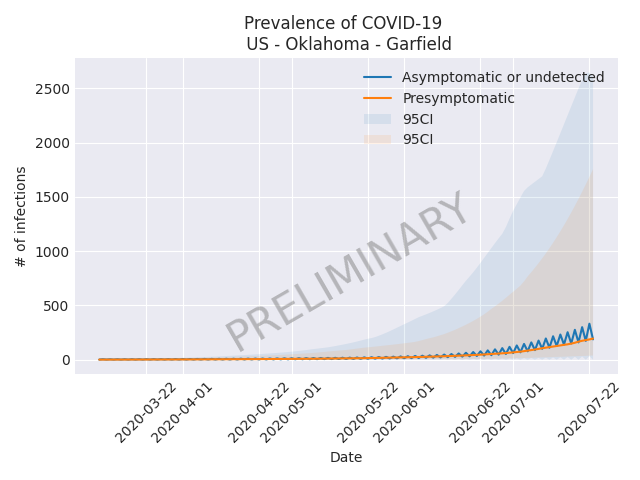 Prevalence of COVID-19
US - Oklahoma - Garfield
Asymptomatic or undetected
Presymptomatic
95CI
95CI
# of infections
2500
2000
1500
1000
500
0
PRELIMINARY
2020-03-22
2020-04-01
2020-04-22
2020-05-01
2020-05-22
2020-06-01
2020-06-22
2020-07-01
2020-07-22
Date